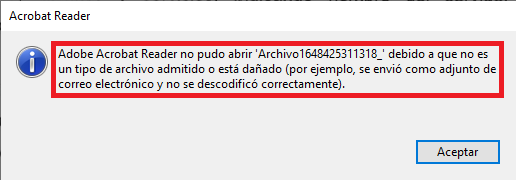 Acrobat Reader
Adobe Acrobat Reader no pudo abrir 'Archivo1648425311318_' debido a que no es
un tipo de archivo admitido o está dañado (por ejemplo, se envió como adjunto de
correo electrónico y no se descodificó correctamente).
Aceptar